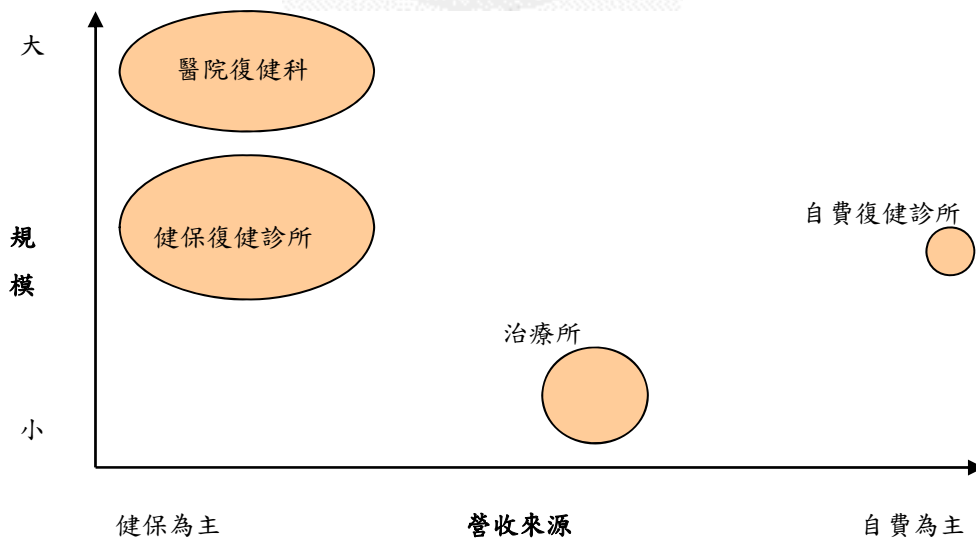 大
醫院復健科
自費復健診所
規
健保復健診所
模
治療所
小
健保為主
營收來源
自費為主